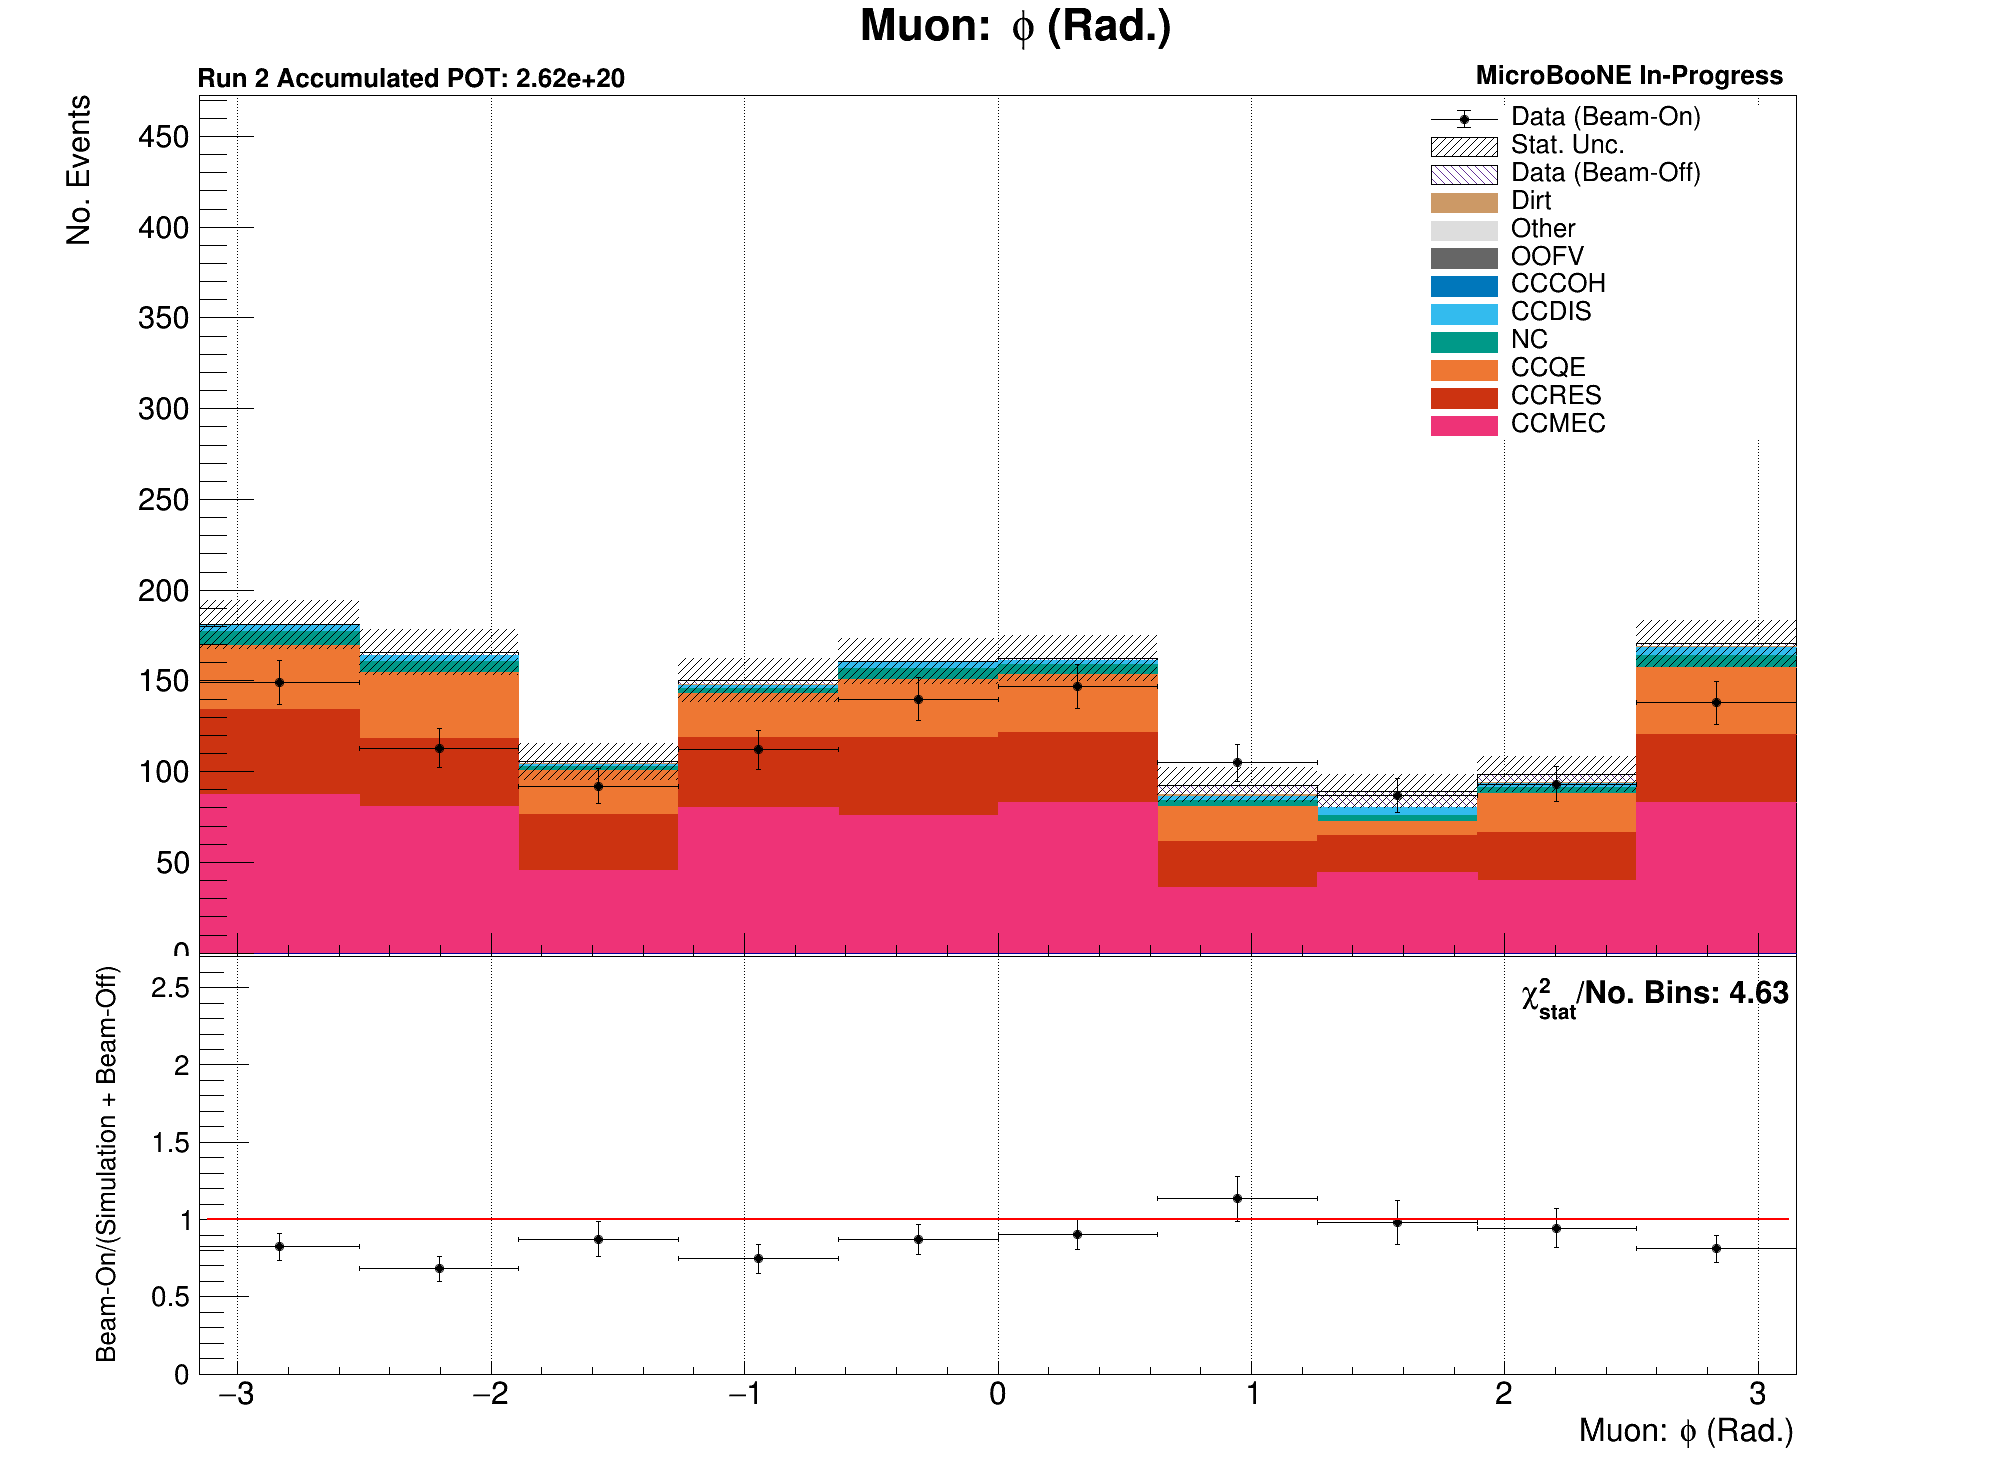 Muon: ϕ (Rad.)
Run 2 Accumulated POT: 2.62e+20
MicroBooNE In-Progress
No. Events
450
400
350
300
250
200
150
100
50
0
Data (Beam-On)
Stat. Unc.
Data (Beam-Off)
Dirt
Other
OOFV
CCCOH
CCDIS
NC
CCQE
CCRES
CCMEC
Beam-On/(Simulation + Beam-Off)
2.5
2
1.5
1
0.5
0
χ²stat/No. Bins: 4.63
−3 −2 −1 0 1 2 3
Muon: ϕ (Rad.)